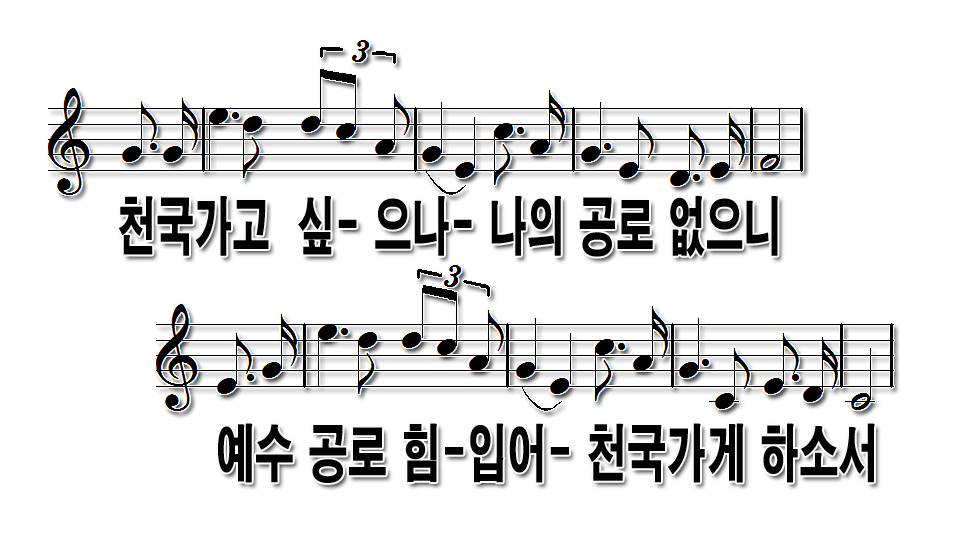 3
천국가고 싶- 으나- 나의 공로 없으니
3
예수 공로 힘-입어- 천국가게 하소서